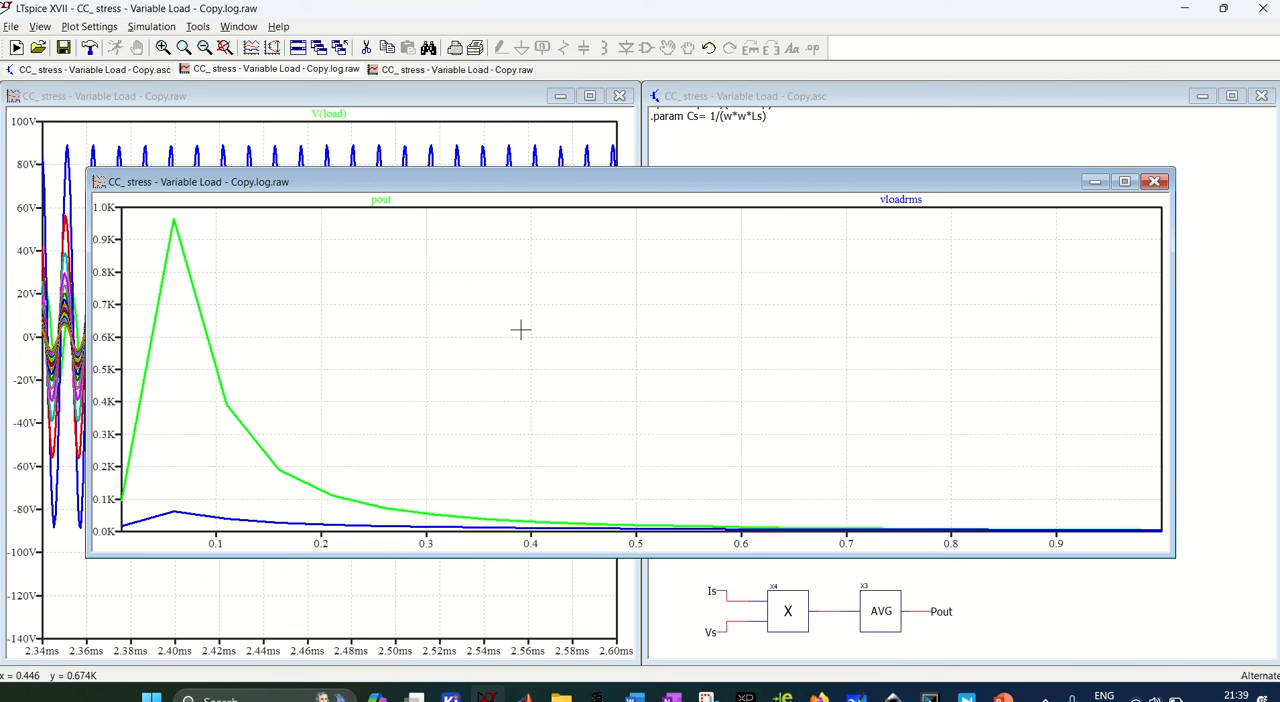 LTspice XVII - CC_ stress - Variable Load - Copy.log.raw
File View Plot Settings Simulation Tools Window Help
CC_ stress - Variable Load - Copy.asc CC_ stress - Variable Load - Copy.log.raw CC_ stress - Variable Load - Copy.raw
CC_ stress - Variable Load - Copy.raw
V(load)
100V
80V
60V
40V
20V
0V
-20V
-40V
-60V
-80V
-100V
-120V
-140V
2.34ms 2.36ms 2.38ms 2.40ms 2.42ms 2.44ms 2.46ms 2.48ms 2.50ms 2.52ms 2.54ms 2.56ms 2.58ms 2.60ms
CC_ stress - Variable Load - Copy.asc
.param Cs= 1/(w*w*Ls)
CC_ stress - Variable Load - Copy.log.raw
pout vloadrms
1.0K
0.9K
0.8K
0.7K
0.6K
0.5K
0.4K
0.3K
0.2K
0.1K
0.0K
0.1 0.2 0.3 0.4 0.5 0.6 0.7 0.8 0.9
X4 X3
Is
X AVG Pout
Vs
x = 0.446 y = 0.674K Alternate
Search
ENG 21:39